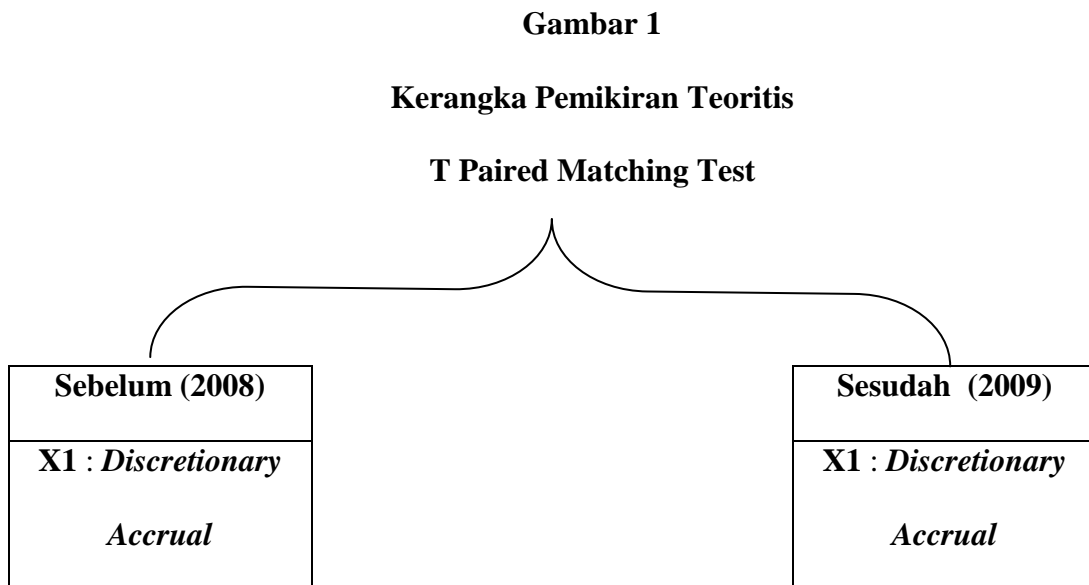 Gambar 1
Kerangka Pemikiran Teoritis
T Paired Matching Test
Sebelum (2008)
X1 : Discretionary
Accrual
Sesudah (2009)
X1 : Discretionary
Accrual